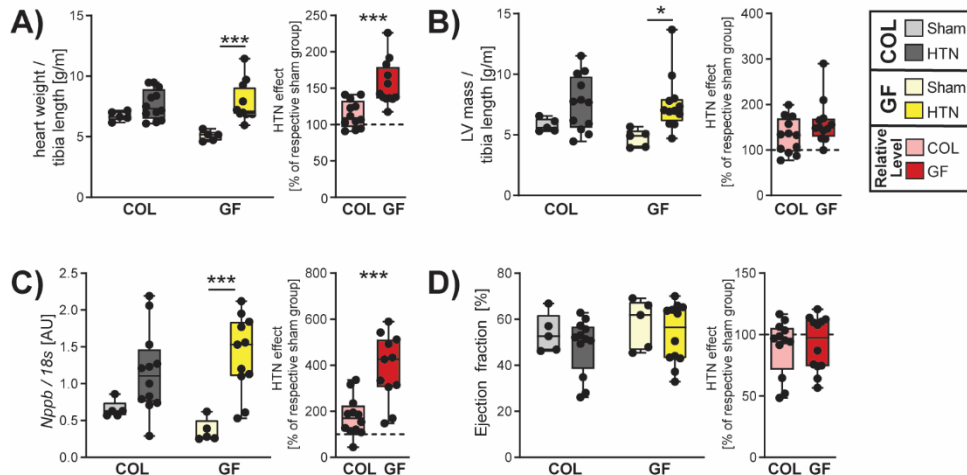 A)
heart weight /
tibia length [g/m]
15
10
5
0
***
COL
GF
HTN effect
[% of respective sham group]
250
200
150
100
50
0
***
COL GF
B)
LV mass /
tibia length [g/m]
15
10
5
0
*
COL
GF
HTN effect
[% of respective sham group]
400
300
200
100
0
COL GF
COL
Sham
HTN
GF
Sham
HTN
Relative
Level
COL
GF
C)
Nppb / 18s [AU]
2.5
2.0
1.5
1.0
0.5
0.0
***
COL
GF
HTN effect
[% of respective sham group]
800
600
400
200
0
***
COL GF
D)
Ejection fraction [%]
80
60
40
20
0
COL
GF
HTN effect
[% of respective sham group]
150
100
50
0
COL GF